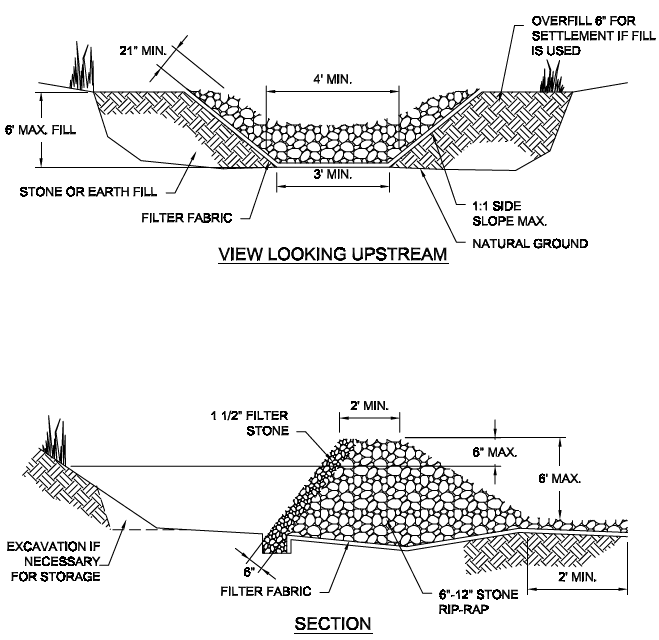 OVERFILL 6" FOR
SETTLEMENT IF FILL
IS USED
21" MIN.
4' MIN.
6' MAX. FILL
STONE OR EARTH FILL
3' MIN.
FILTER FABRIC
1:1 SIDE
SLOPE MAX.
NATURAL GROUND
VIEW LOOKING UPSTREAM
2' MIN.
1 1/2" FILTER
STONE
6" MAX.
6' MAX.
EXCAVATION IF
NECESSARY
FOR STORAGE
6"
FILTER FABRIC
6"-12" STONE
RIP-RAP
2' MIN.
SECTION